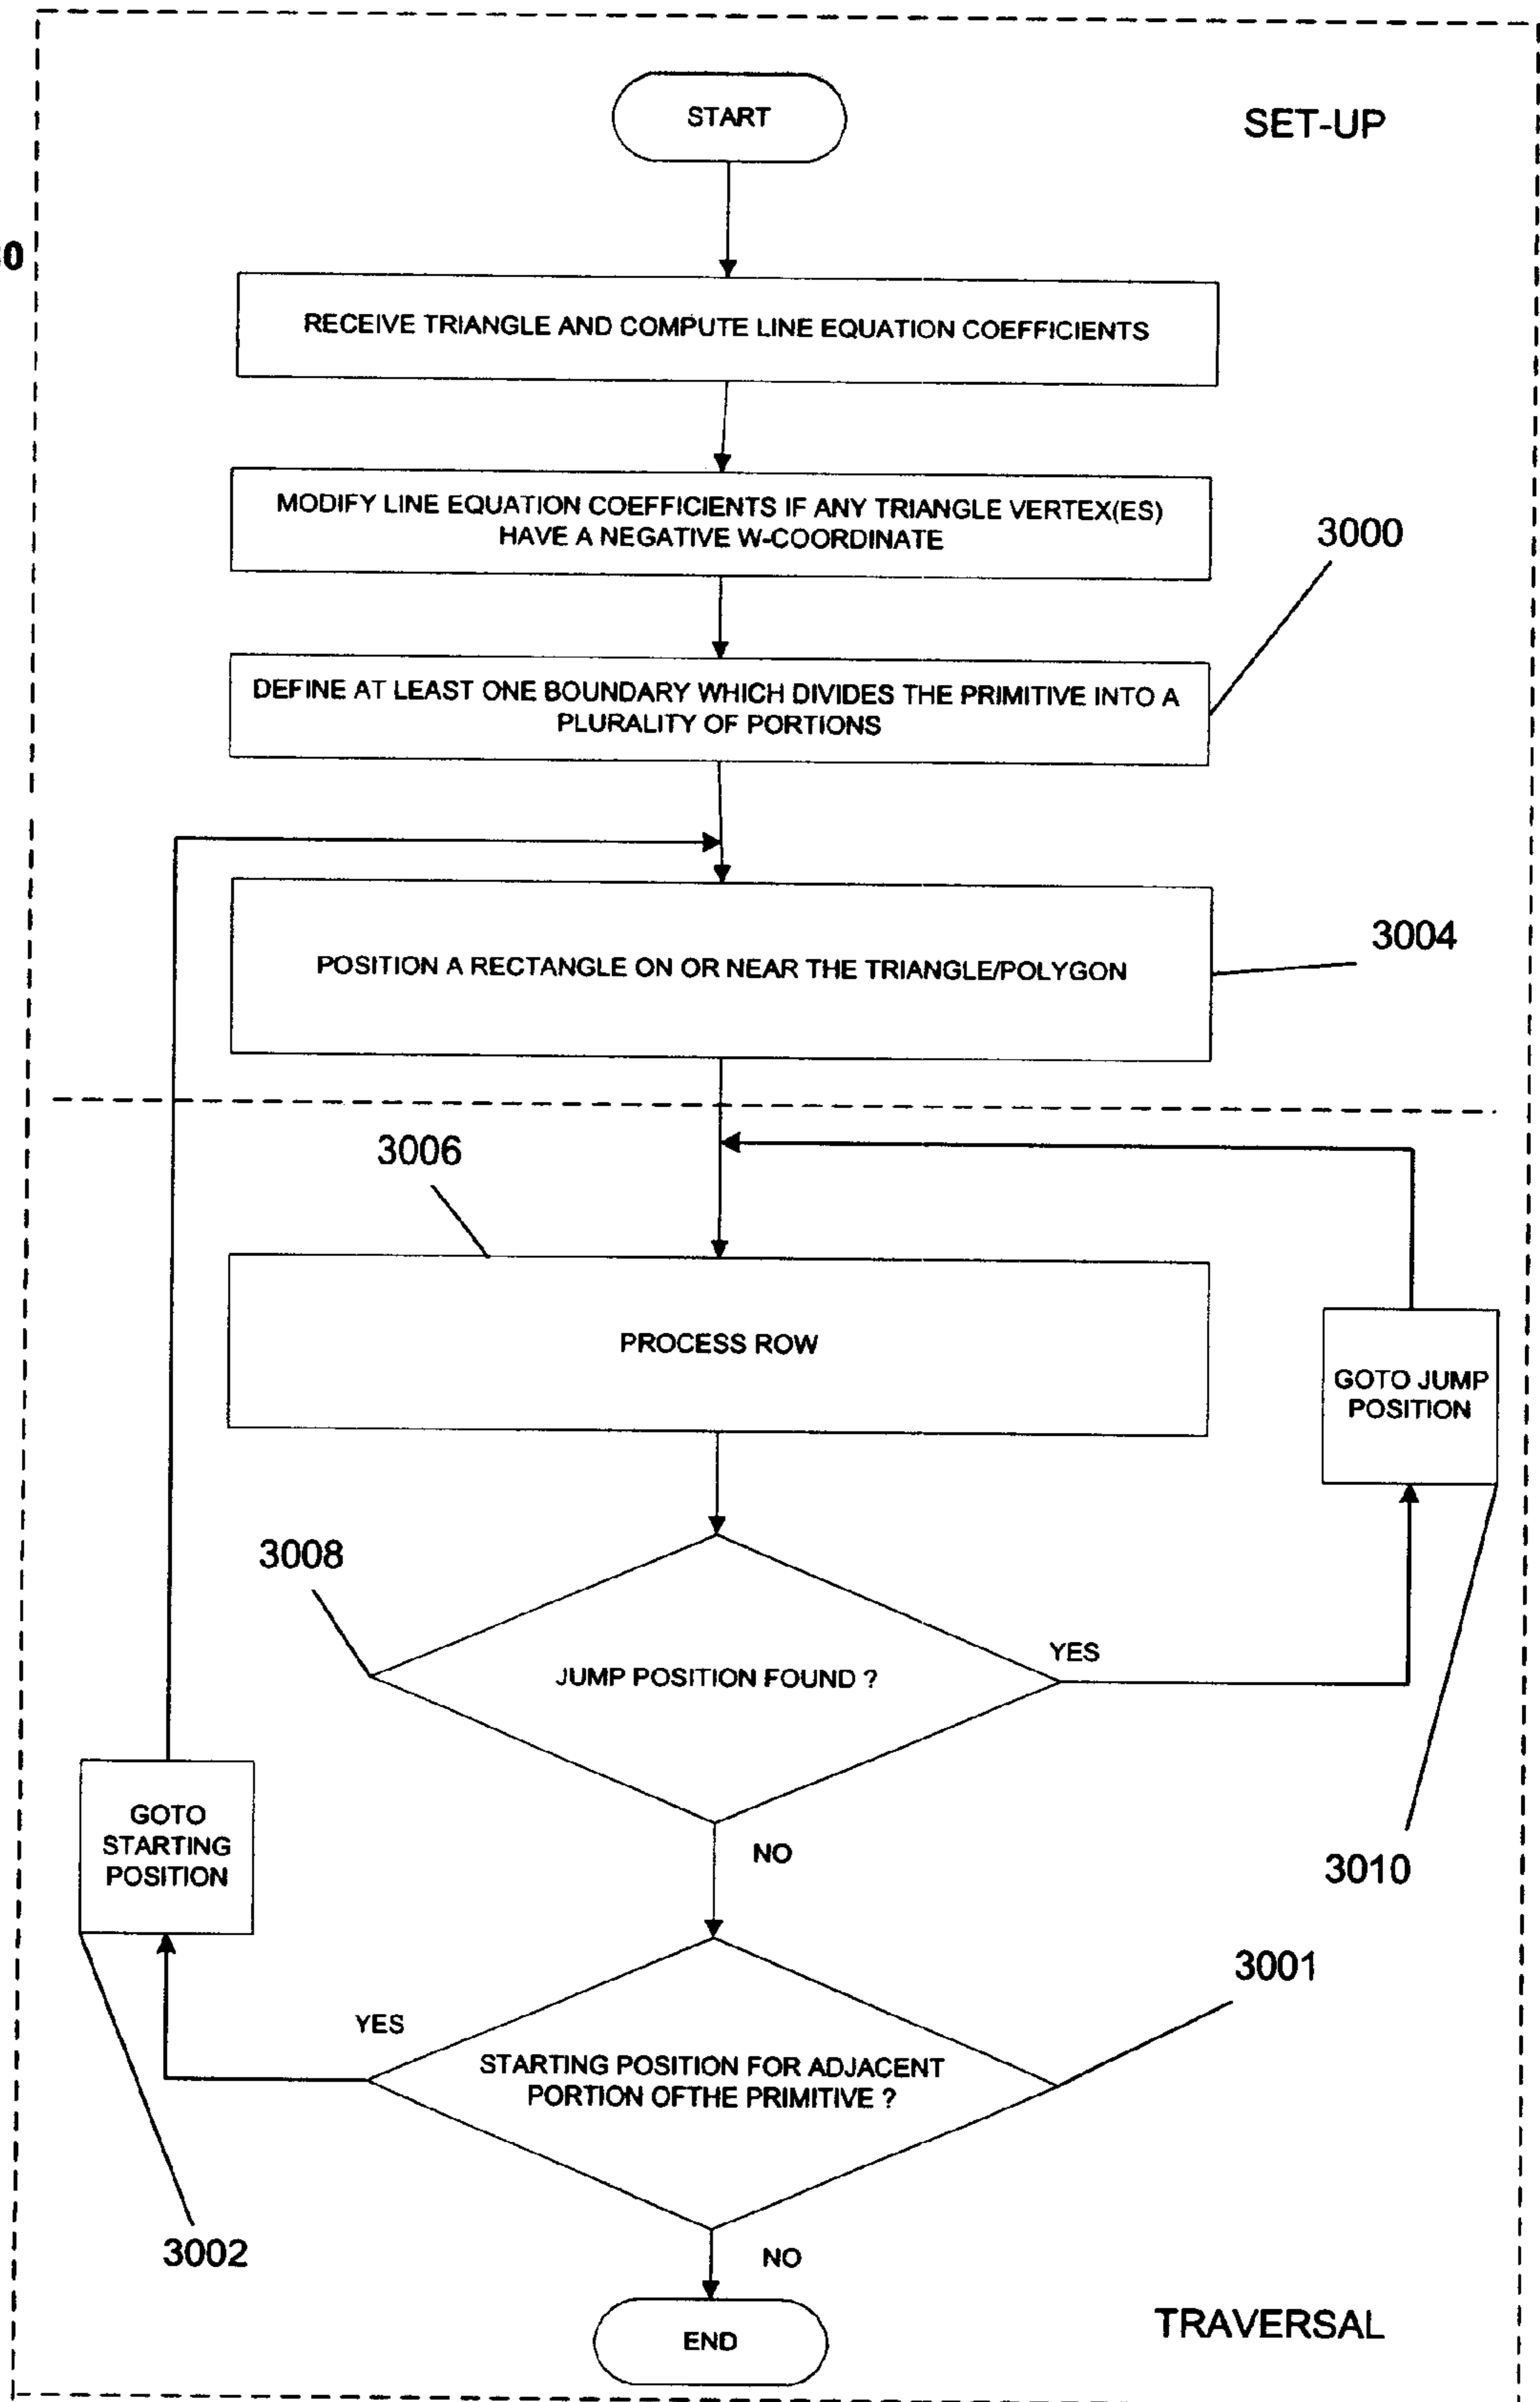 START
SET-UP
0
RECEIVE TRIANGLE AND COMPUTE LINE EQUATION COEFFICIENTS
MODIFY LINE EQUATION COEFFICIENTS IF ANY TRIANGLE VERTEX(ES)
HAVE A NEGATIVE W-COORDINATE
3000
DEFINE AT LEAST ONE BOUNDARY WHICH DIVIDES THE PRIMITIVE INTO A
PLURALITY OF PORTIONS
3004
POSITION A RECTANGLE ON OR NEAR THE TRIANGLE/POLYGON
3006
PROCESS ROW
GOTO JUMP
POSITION
3008
JUMP POSITION FOUND ?
YES
NO
GOTO
STARTING
POSITION
3010
3001
YES
STARTING POSITION FOR ADJACENT
PORTION OFTHE PRIMITIVE ?
3002
NO
END
TRAVERSAL